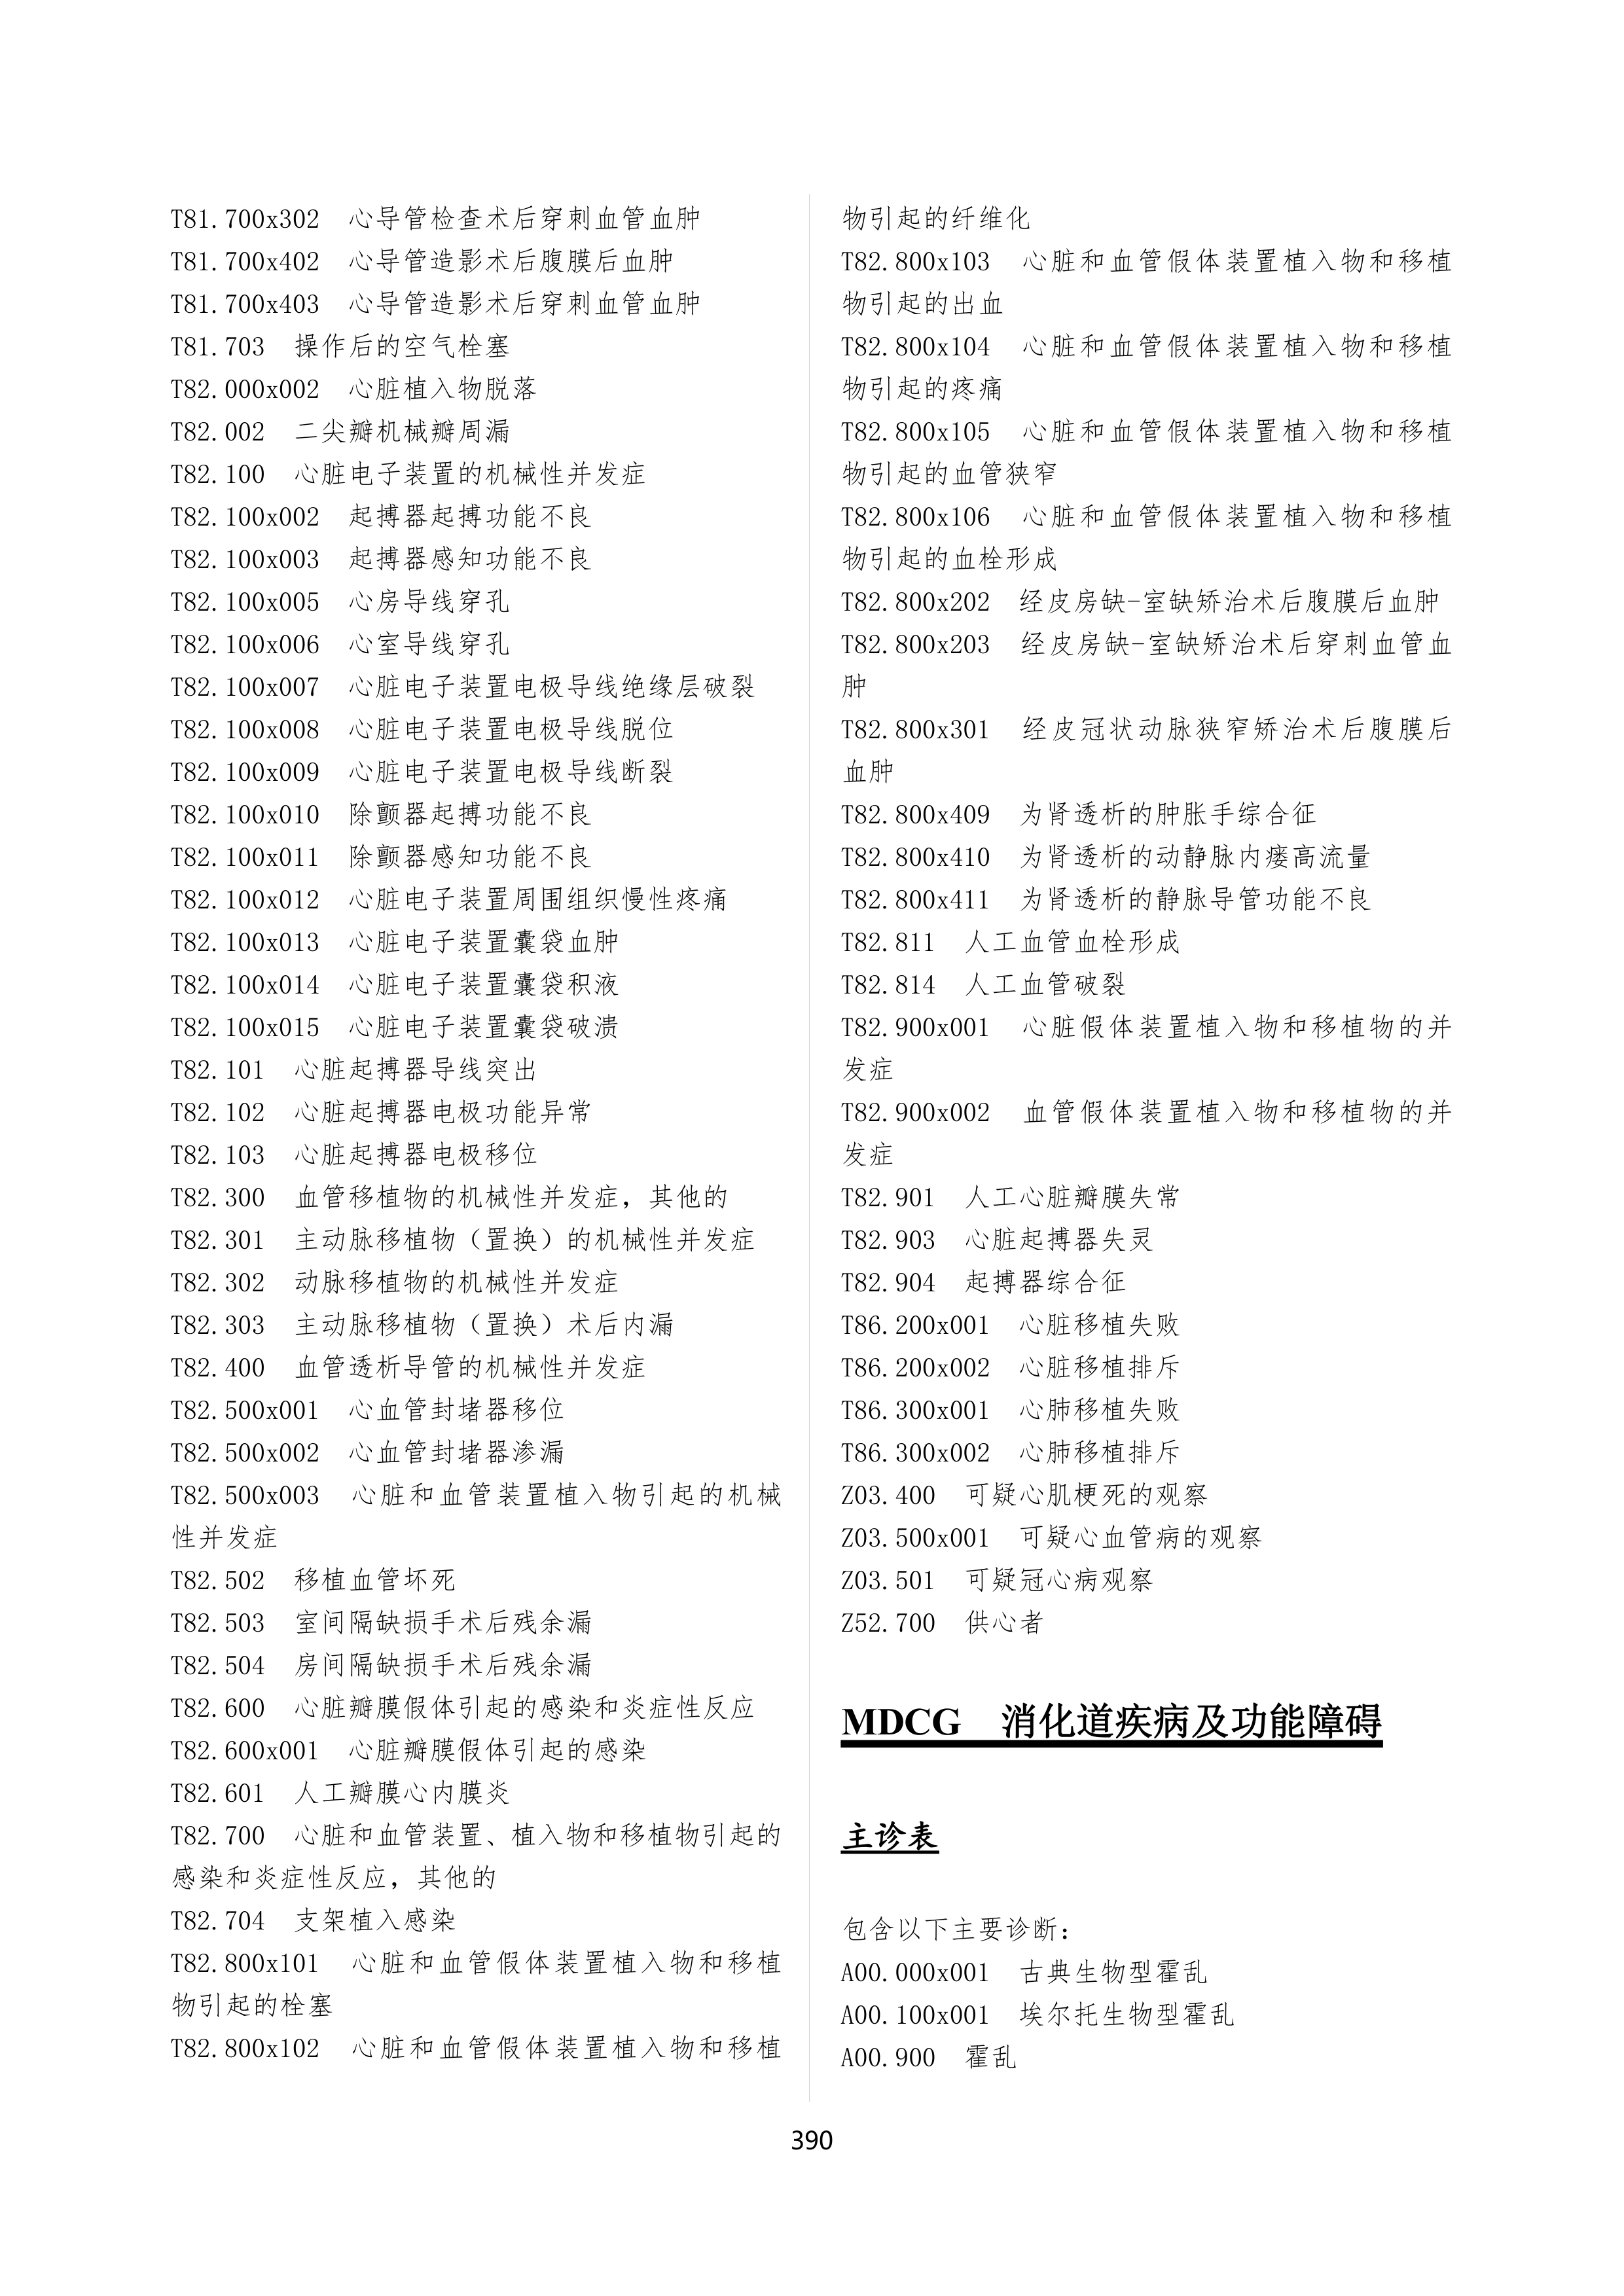 T81.700x302　心导管检查术后穿刺血管血肿
T81.700x402　心导管造影术后腹膜后血肿
T81.700x403　心导管造影术后穿刺血管血肿
T81.703　操作后的空气栓塞
T82.000x002　心脏植入物脱落
T82.002　二尖瓣机械瓣周漏
T82.100　心脏电子装置的机械性并发症
T82.100x002　起搏器起搏功能不良
T82.100x003　起搏器感知功能不良
T82.100x005　心房导线穿孔
T82.100x006　心室导线穿孔
T82.100x007　心脏电子装置电极导线绝缘层破裂
T82.100x008　心脏电子装置电极导线脱位
T82.100x009　心脏电子装置电极导线断裂
T82.100x010　除颤器起搏功能不良
T82.100x011　除颤器感知功能不良
T82.100x012　心脏电子装置周围组织慢性疼痛
T82.100x013　心脏电子装置囊袋血肿
T82.100x014　心脏电子装置囊袋积液
T82.100x015　心脏电子装置囊袋破溃
T82.101　心脏起搏器导线突出
T82.102　心脏起搏器电极功能异常
T82.103　心脏起搏器电极移位
T82.300　血管移植物的机械性并发症，其他的
T82.301　主动脉移植物（置换）的机械性并发症
T82.302　动脉移植物的机械性并发症
T82.303　主动脉移植物（置换）术后内漏
T82.400　血管透析导管的机械性并发症
T82.500x001　心血管封堵器移位
T82.500x002　心血管封堵器渗漏
T82.500x003　心脏和血管装置植入物引起的机械
性并发症
T82.502　移植血管坏死
T82.503　室间隔缺损手术后残余漏
T82.504　房间隔缺损手术后残余漏
T82.600　心脏瓣膜假体引起的感染和炎症性反应
T82.600x001　心脏瓣膜假体引起的感染
T82.601　人工瓣膜心内膜炎
T82.700　心脏和血管装置、植入物和移植物引起的
感染和炎症性反应，其他的
T82.704　支架植入感染
T82.800x101　心脏和血管假体装置植入物和移植
物引起的栓塞
T82.800x102　心脏和血管假体装置植入物和移植
物引起的纤维化
T82.800x103　心脏和血管假体装置植入物和移植
物引起的出血
T82.800x104　心脏和血管假体装置植入物和移植
物引起的疼痛
T82.800x105　心脏和血管假体装置植入物和移植
物引起的血管狭窄
T82.800x106　心脏和血管假体装置植入物和移植
物引起的血栓形成
T82.800x202　经皮房缺-室缺矫治术后腹膜后血肿
T82.800x203　经皮房缺-室缺矫治术后穿刺血管血
肿
T82.800x301　经皮冠状动脉狭窄矫治术后腹膜后
血肿
T82.800x409　为肾透析的肿胀手综合征
T82.800x410　为肾透析的动静脉内瘘高流量
T82.800x411　为肾透析的静脉导管功能不良
T82.811　人工血管血栓形成
T82.814　人工血管破裂
T82.900x001　心脏假体装置植入物和移植物的并
发症
T82.900x002　血管假体装置植入物和移植物的并
发症
T82.901　人工心脏瓣膜失常
T82.903　心脏起搏器失灵
T82.904　起搏器综合征
T86.200x001　心脏移植失败
T86.200x002　心脏移植排斥
T86.300x001　心肺移植失败
T86.300x002　心肺移植排斥
Z03.400　可疑心肌梗死的观察
Z03.500x001　可疑心血管病的观察
Z03.501　可疑冠心病观察
Z52.700　供心者
MDCG　消化道疾病及功能障碍
主诊表
包含以下主要诊断：
A00.000x001　古典生物型霍乱
A00.100x001　埃尔托生物型霍乱
A00.900　霍乱
390